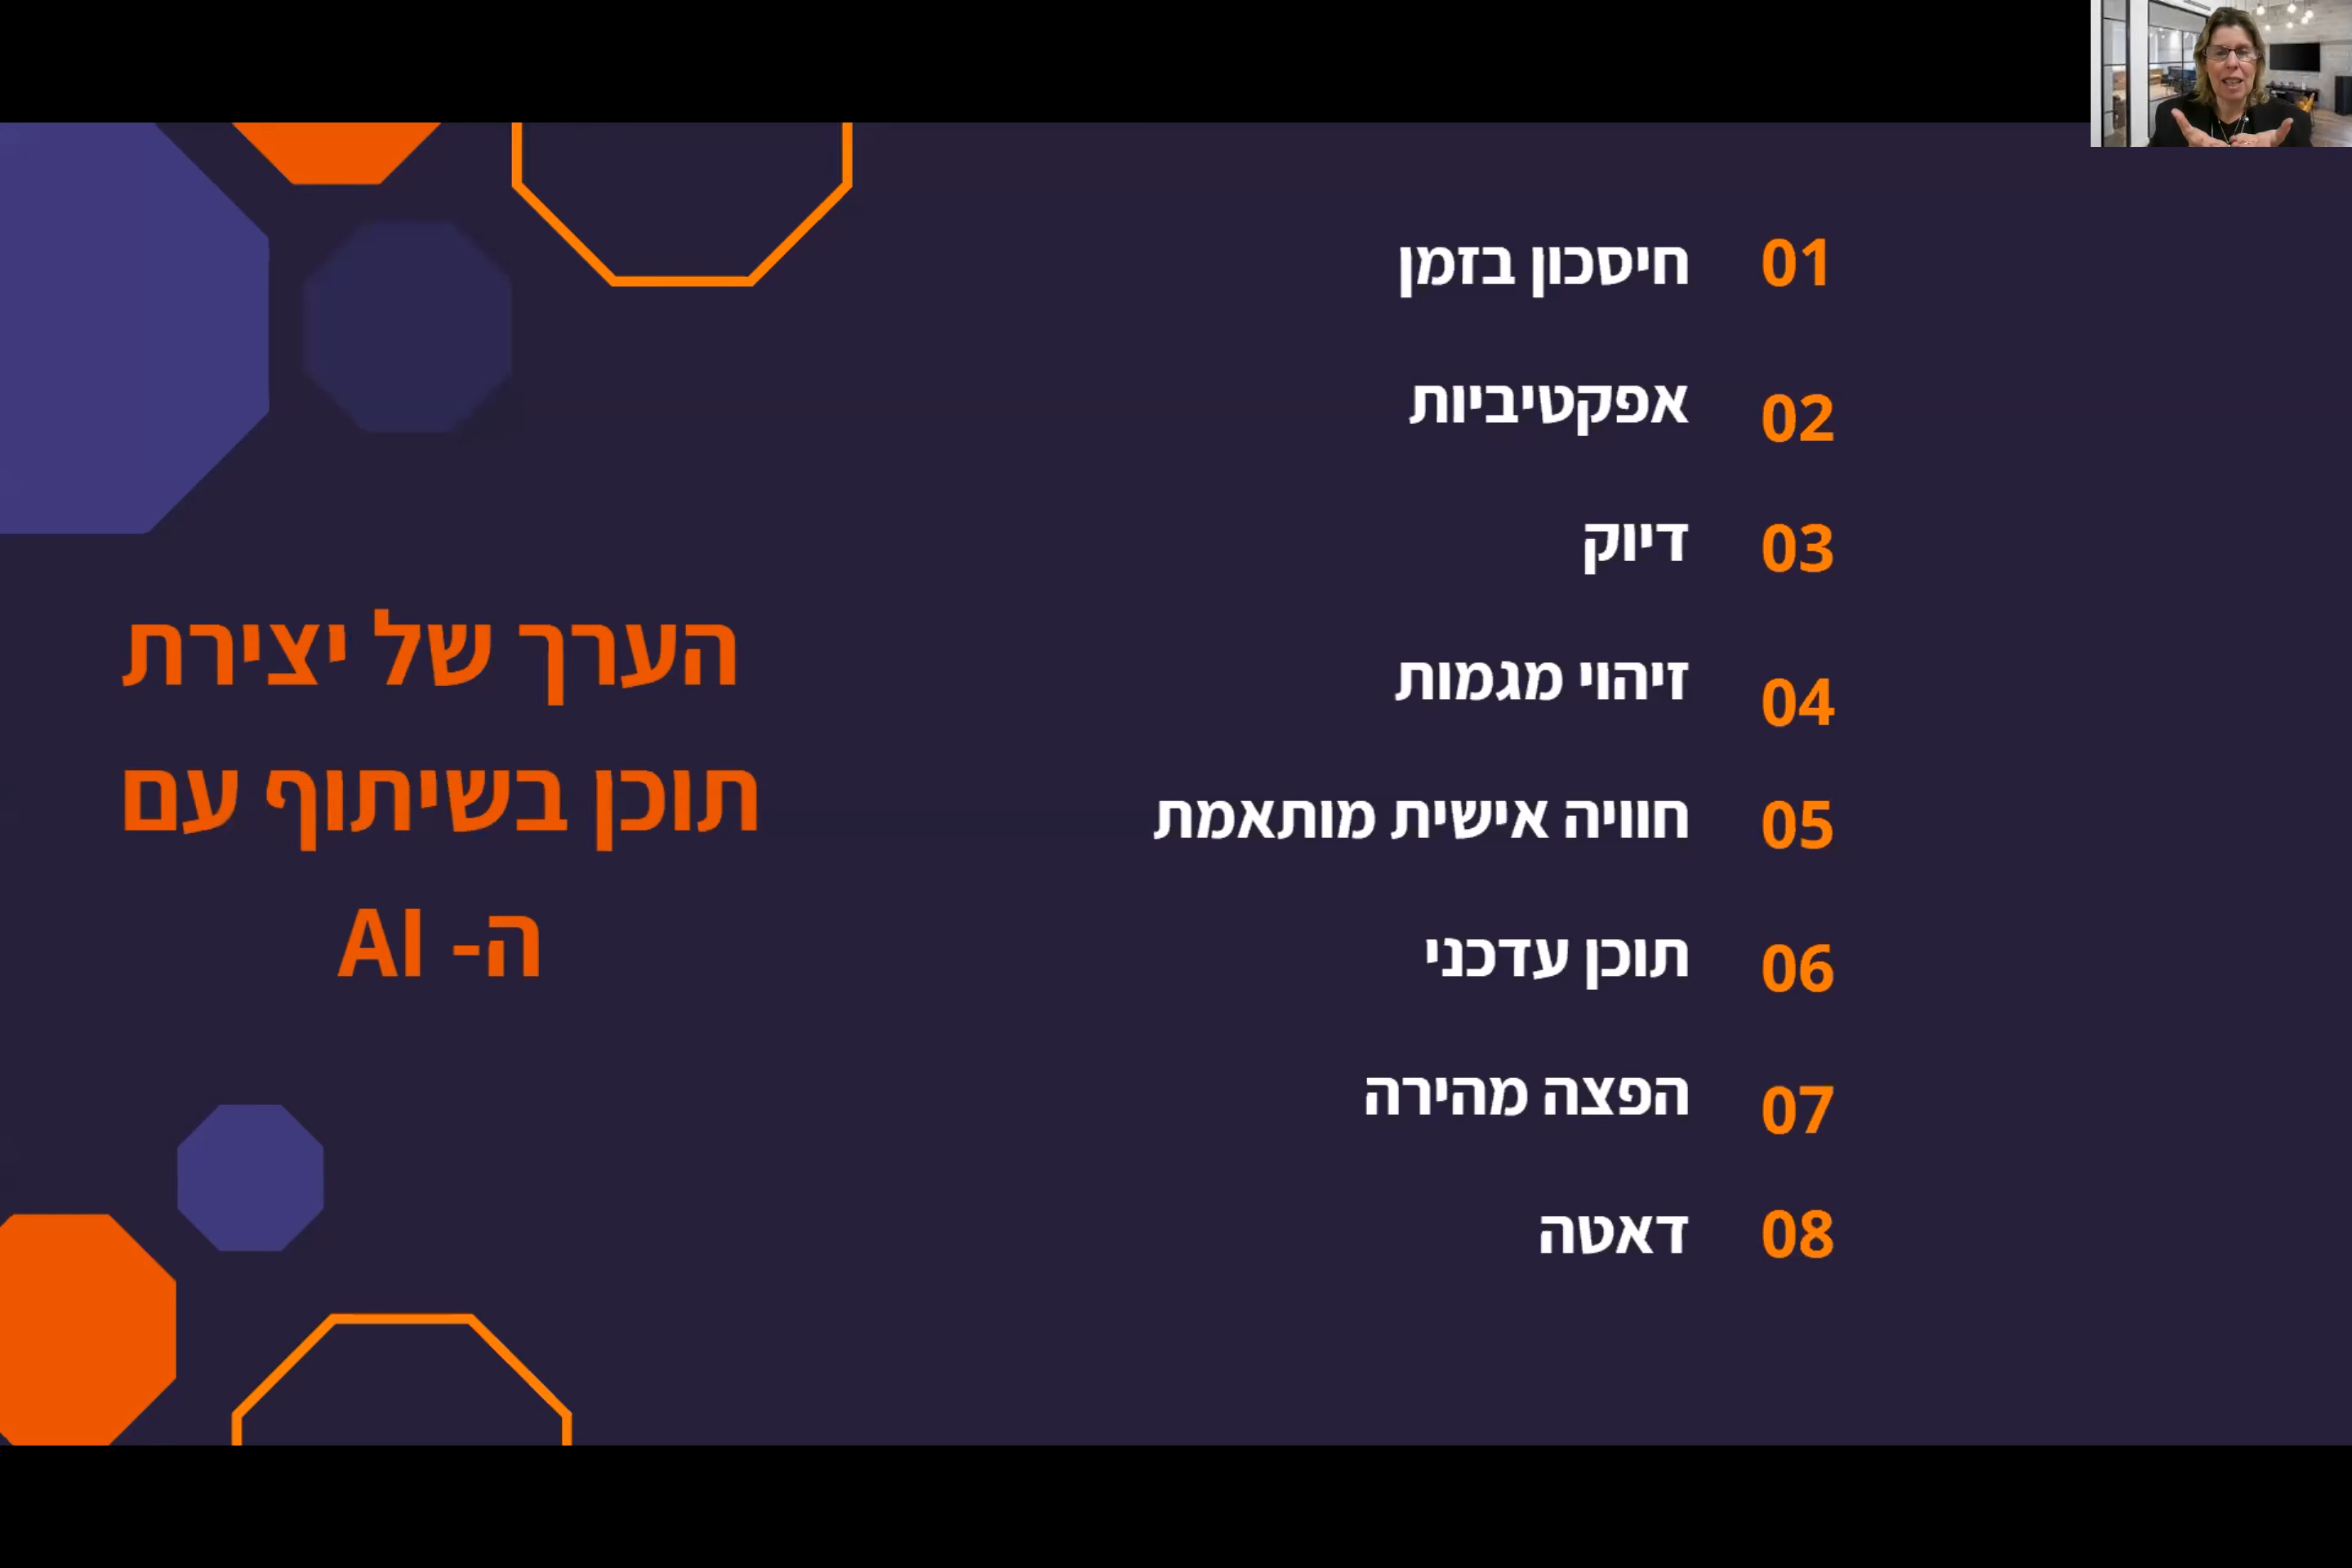 הערך של יצירת
תוכן בשיתוף עם
ה- AI
01 חיסכון בזמן
02 אפקטיביות
03 דיוק
04 זיהוי מגמות
05 חוויה אישית מותאמת
06 תוכן עדכני
07 הפצה מהירה
08 דאטה